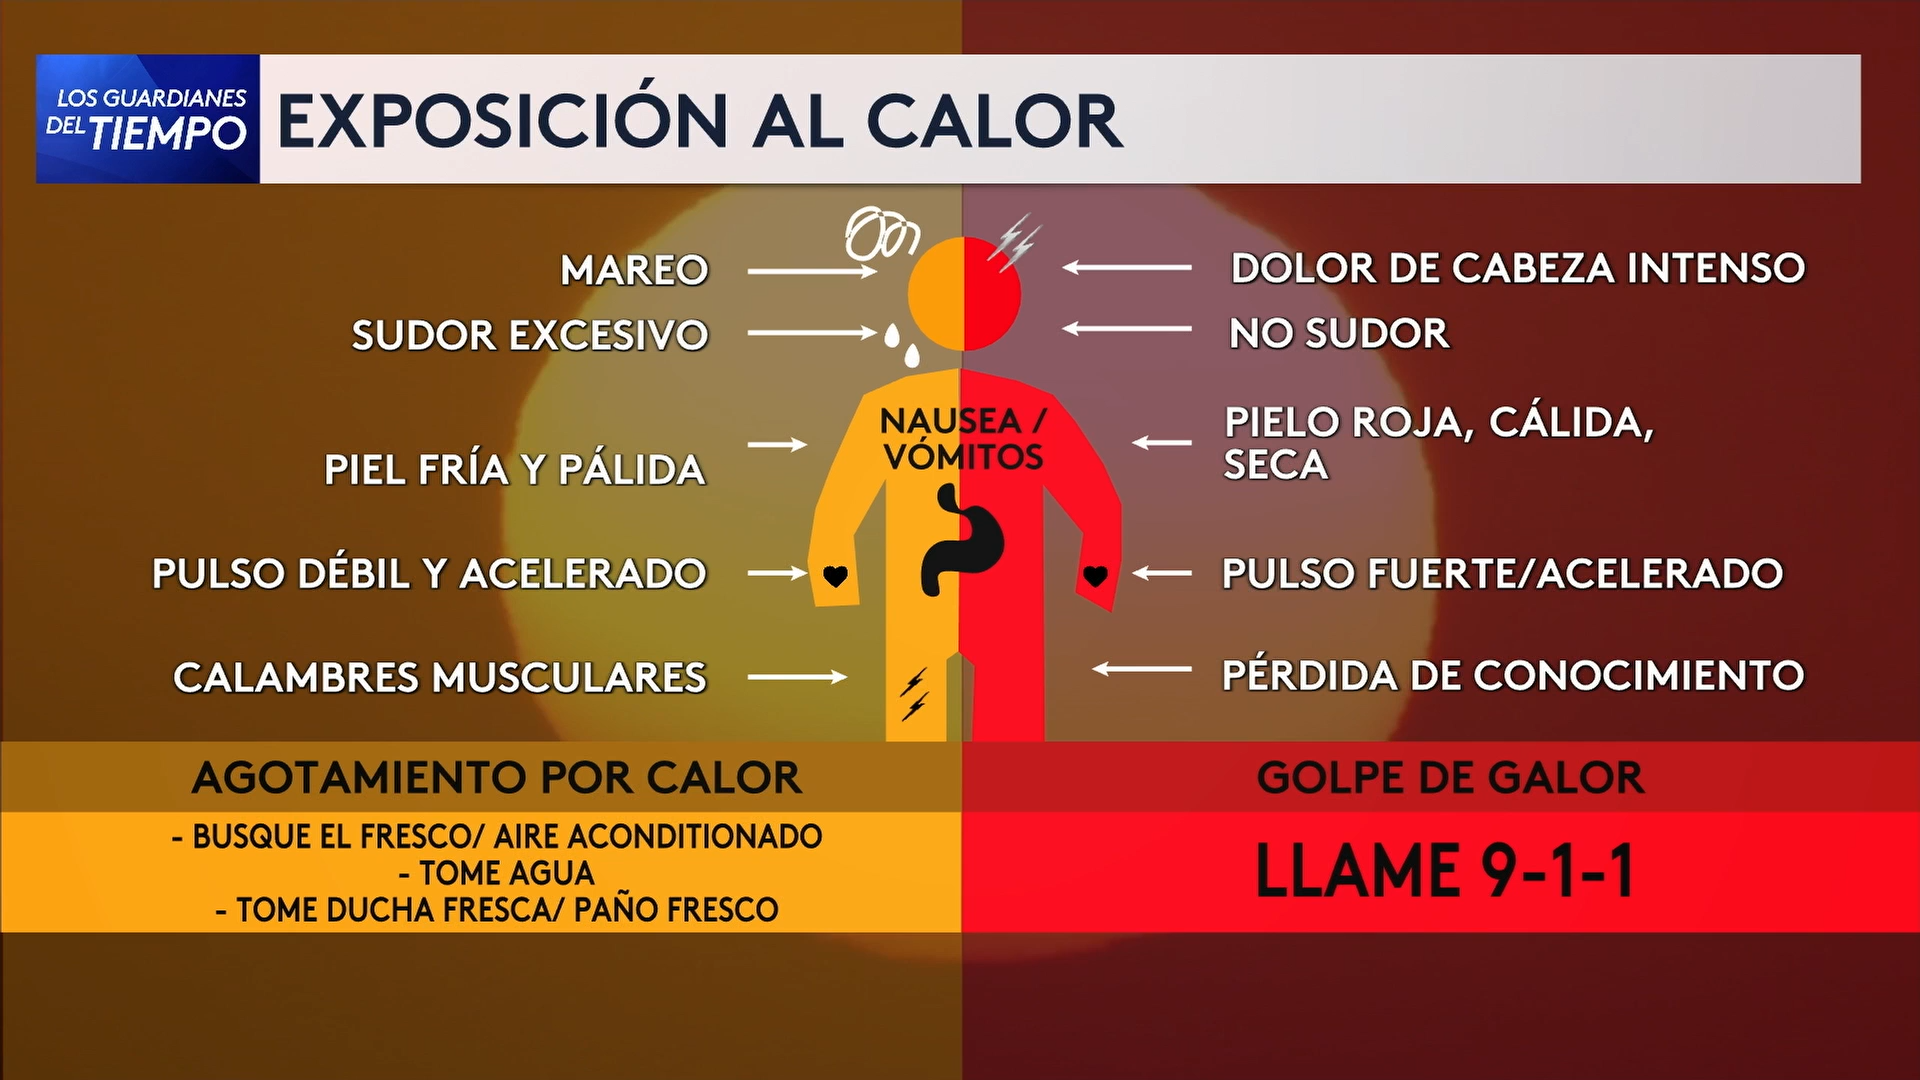 LOS GUARDIANES
DEL TIEMPO
EXPOSICIÓN AL CALOR
MAREO
SUDOR EXCESIVO
PIEL FRÍA Y PÁLIDA
PULSO DÉBIL Y ACELERADO
CALAMBRES MUSCULARES
NAUSEA /
VÓMITOS
DOLOR DE CABEZA INTENSO
NO SUDOR
PIELO ROJA, CÁLIDA,
SECA
PULSO FUERTE/ACELERADO
PÉRDIDA DE CONOCIMIENTO
AGOTAMIENTO POR CALOR
- BUSQUE EL FRESCO/ AIRE ACONDITIONADO
- TOME AGUA
- TOME DUCHA FRESCA/ PAÑO FRESCO
GOLPE DE GALOR
LLAME 9-1-1